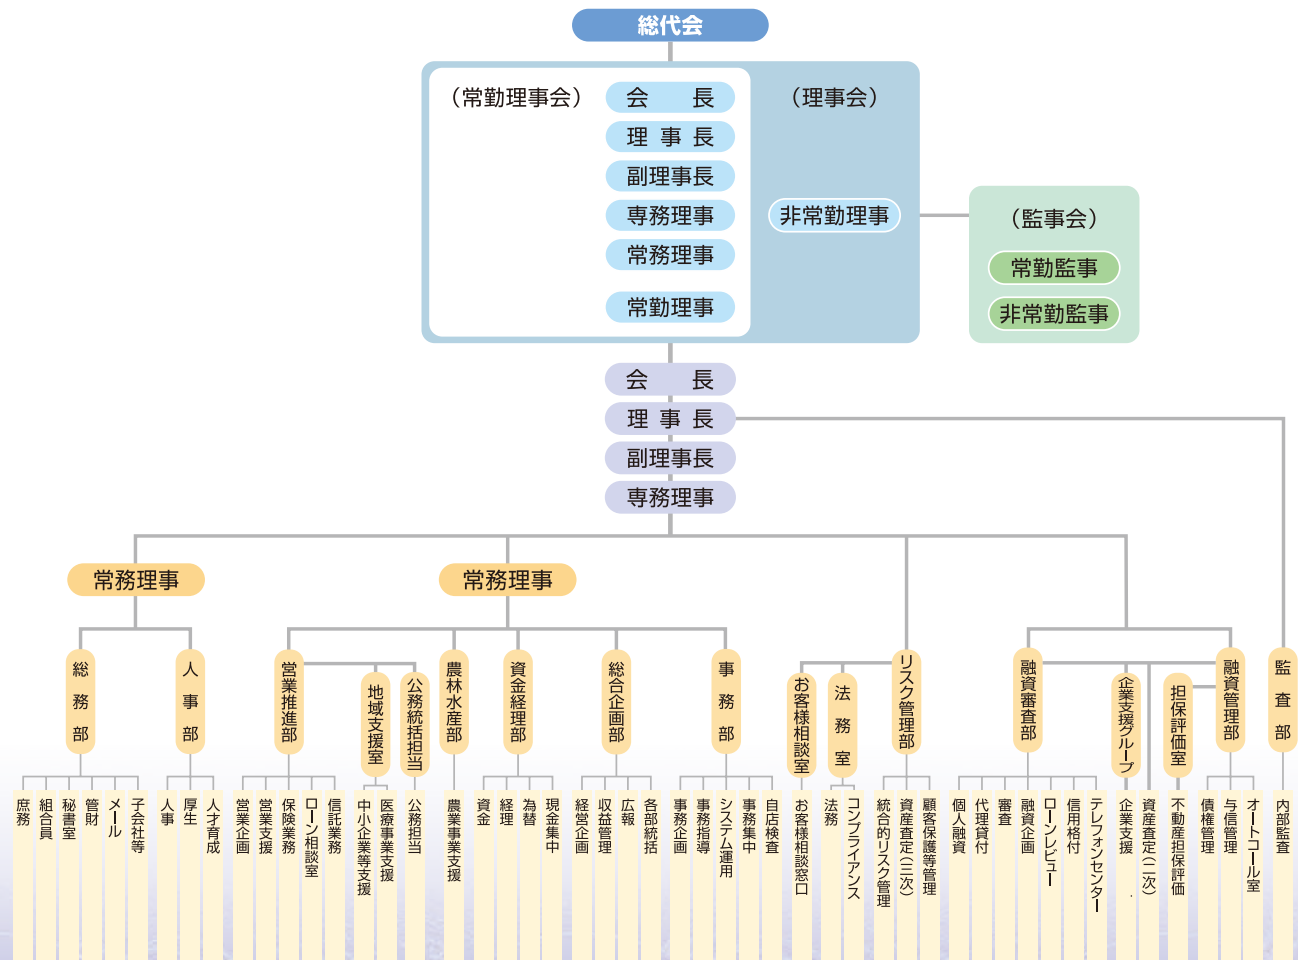 総代会
（常勤理事会）
会長
理事長
副理事長
専務理事
常務理事
常勤理事
（理事会）
非常勤理事
（監事会）
常勤監事
非常勤監事
会長
理事長
副理事長
専務理事
常務理事
常務理事
総務部
人事部
営業推進部
地域支援室
公務統括担当
農林水産部
資金経理部
総合企画部
事務部
お客様相談室
法務室
リスク管理部
融資審査部
企業支援グループ
担保評価室
融資管理部
監査部
庶務
組合員
秘書室
管財
メール
子会社等
人事
厚生
人才育成
営業企画
営業支援
保険業務
ローン相談室
信託業務
中小企業等支援
医療事業支援
公務担当
農業事業支援
資金
経理
為替
現金集中
経営企画
収益管理
広報
各部統括
事務企画
事務指導
システム運用
事務集中
自店検査
お客様相談窓口
法務
コンプライアンス
統合的リスク管理
資産査定（三次）
顧客保護等管理
個人融資
代理貸付
審査
融資企画
ローンレビュー
信用格付
テレフォンセンター
企業支援
資産査定（二次）
不動産担保評価
債権管理
与信管理
オートコール室
内部監査